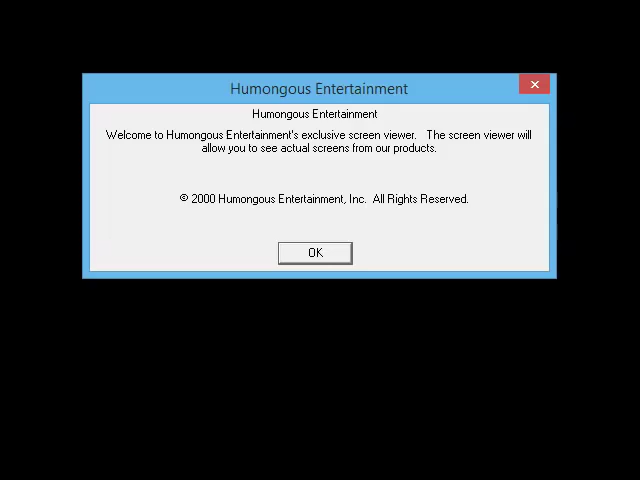 Humongous Entertainment
Humongous Entertainment
Welcome to Humongous Entertainment's exclusive screen viewer. The screen viewer will
allow you to see actual screens from our products.
© 2000 Humongous Entertainment, Inc. All Rights Reserved.
OK